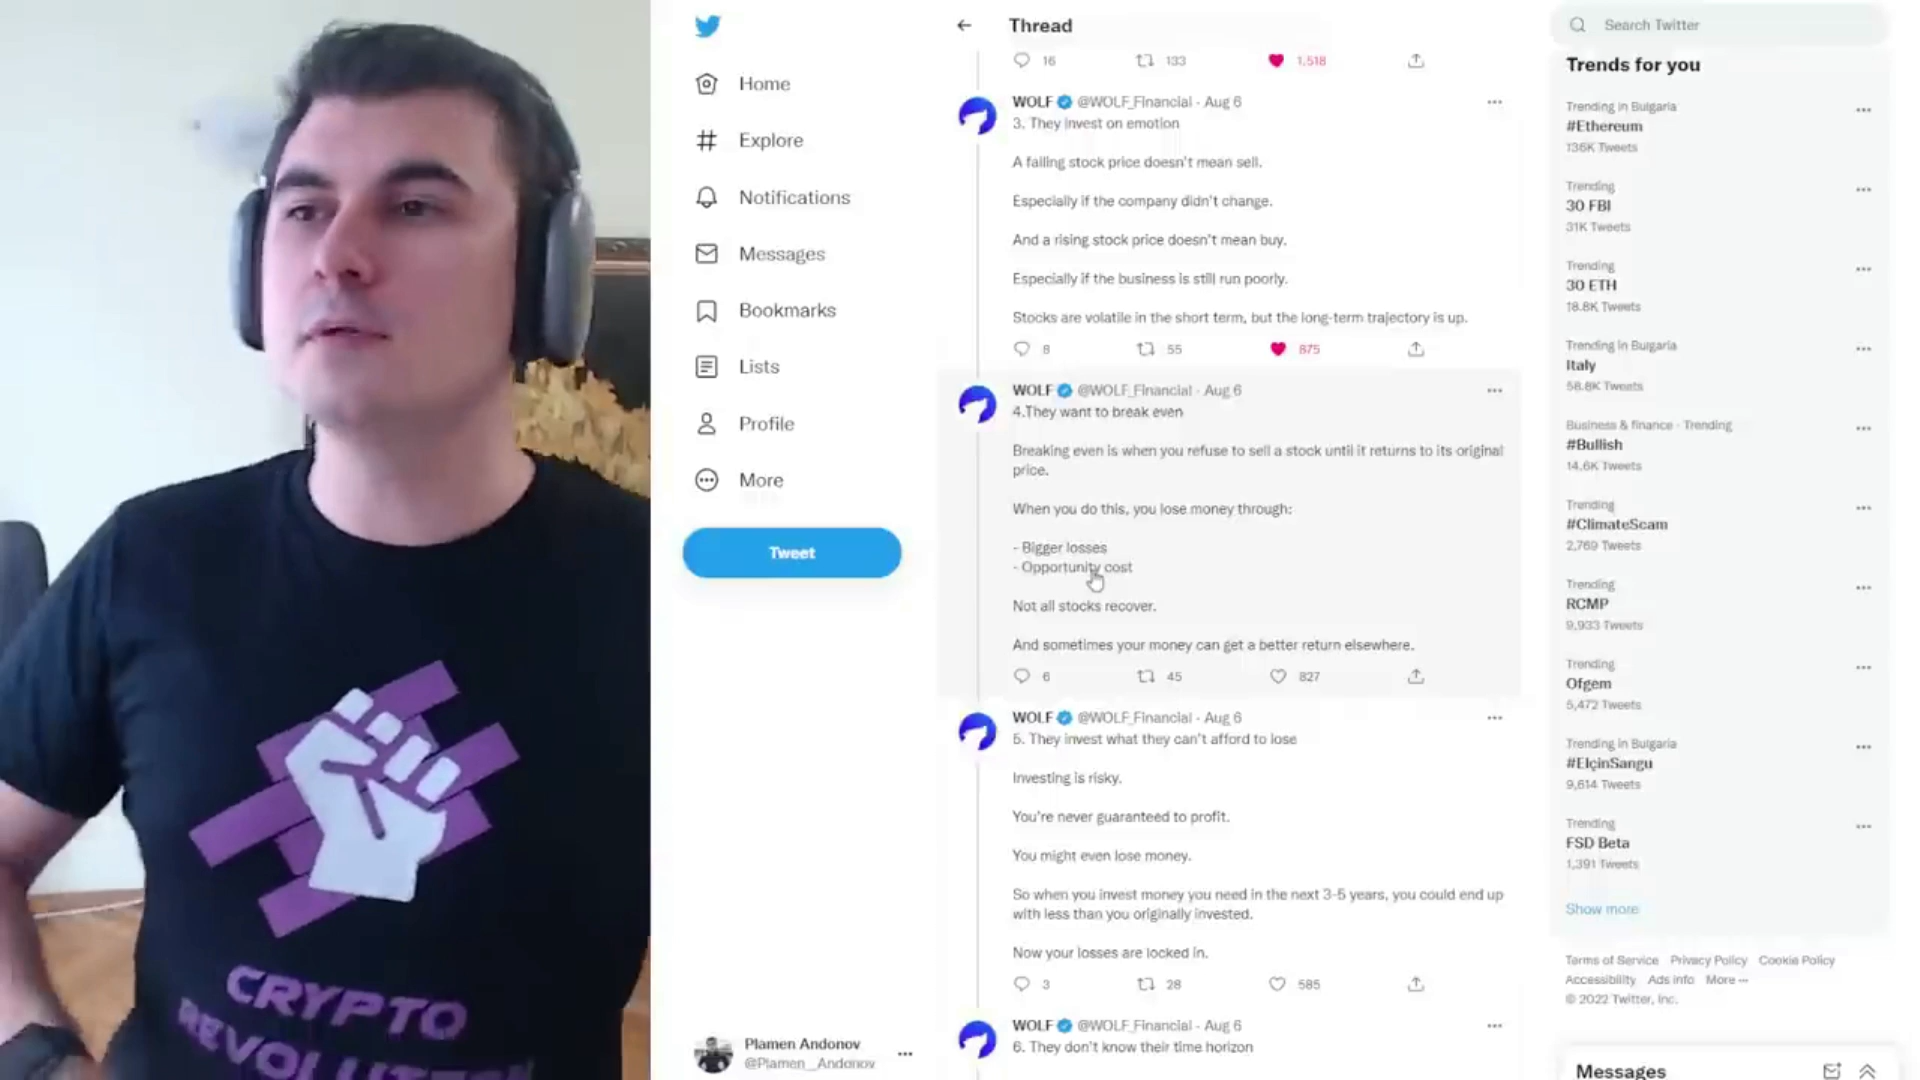 CRYPTO
Home
Explore
Notifications
Messages
Bookmarks
Lists
Profile
More
Tweet
Plamen Andonov
@Plamen_Andonov
Thread
16 133 1,518
WOLF @WOLF_Financial · Aug 6
3. They invest on emotion
A falling stock price doesn't mean sell.
Especially if the company didn't change.
And a rising stock price doesn't mean buy.
Especially if the business is still run poorly.
Stocks are volatile in the short term, but the long-term trajectory is up.
8 55 875
WOLF @WOLF_Financial · Aug 6
4.They want to break even
Breaking even is when you refuse to sell a stock until it returns to its original
price.
When you do this, you lose money through:
- Bigger losses
- Opportunity cost
Not all stocks recover.
And sometimes your money can get a better return elsewhere.
6 45 827
WOLF @WOLF_Financial · Aug 6
5. They invest what they can't afford to lose
Investing is risky.
You're never guaranteed to profit.
You might even lose money.
So when you invest money you need in the next 3-5 years, you could end up
with less than you originally invested.
Now your losses are locked in.
3 28 585
WOLF @WOLF_Financial · Aug 6
6. They don't know their time horizon
Search Twitter
Trends for you
Trending in Bulgaria
#Ethereum
136K Tweets
Trending
30 FBI
31K Tweets
Trending
30 ETH
18.8K Tweets
Trending in Bulgaria
Italy
58.8K Tweets
Business & finance · Trending
#Bullish
14.6K Tweets
Trending
#ClimateScam
2,769 Tweets
Trending
RCMP
9,933 Tweets
Trending
Ofgem
5,472 Tweets
Trending in Bulgaria
#ElçinSangu
9,614 Tweets
Trending
FSD Beta
1,391 Tweets
Show more
Terms of Service Privacy Policy Cookie Policy
Accessibility Ads info More ···
© 2022 Twitter, Inc.
Messages